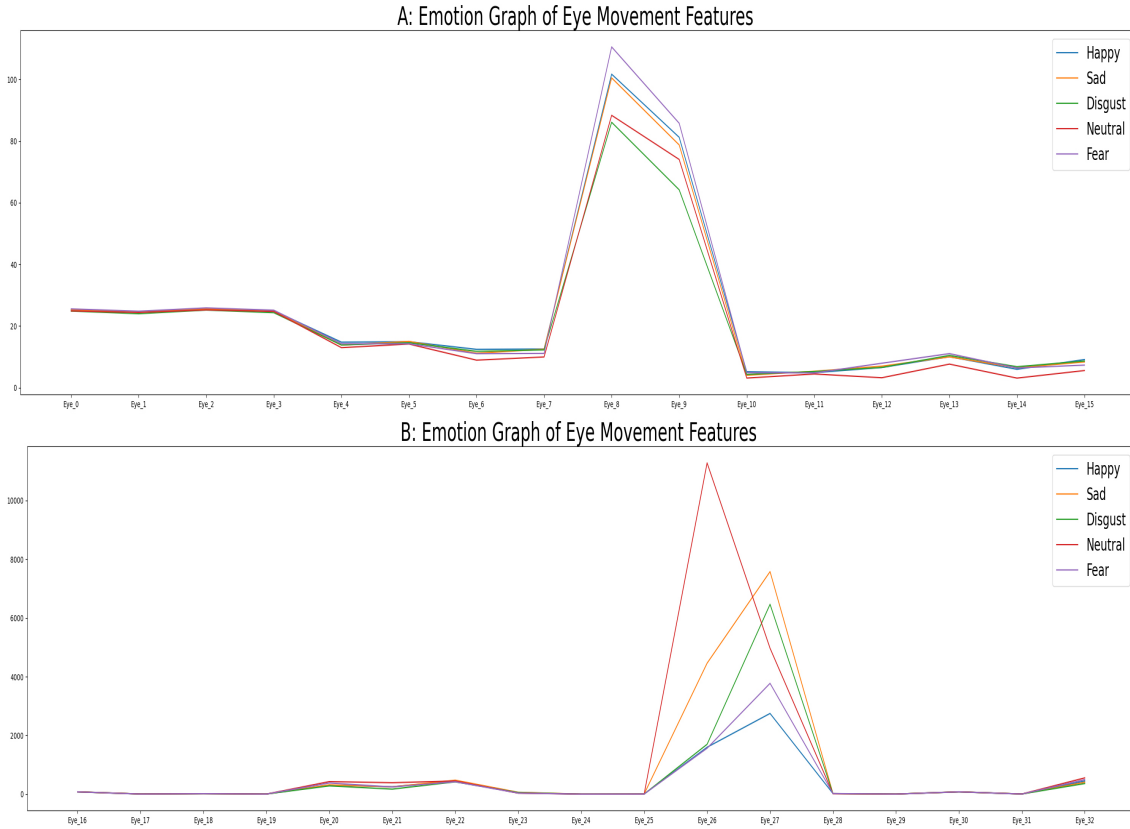 A: Emotion Graph of Eye Movement Features
100
80
60
40
20
0
Happy
Sad
Disgust
Neutral
Fear
Eye_0 Eye_1 Eye_2 Eye_3 Eye_4 Eye_5 Eye_6 Eye_7 Eye_8 Eye_9 Eye_10 Eye_11 Eye_12 Eye_13 Eye_14 Eye_15
B: Emotion Graph of Eye Movement Features
10000
8000
6000
4000
2000
0
Happy
Sad
Disgust
Neutral
Fear
Eye_16 Eye_17 Eye_18 Eye_19 Eye_20 Eye_21 Eye_22 Eye_23 Eye_24 Eye_25 Eye_26 Eye_27 Eye_28 Eye_29 Eye_30 Eye_31 Eye_32